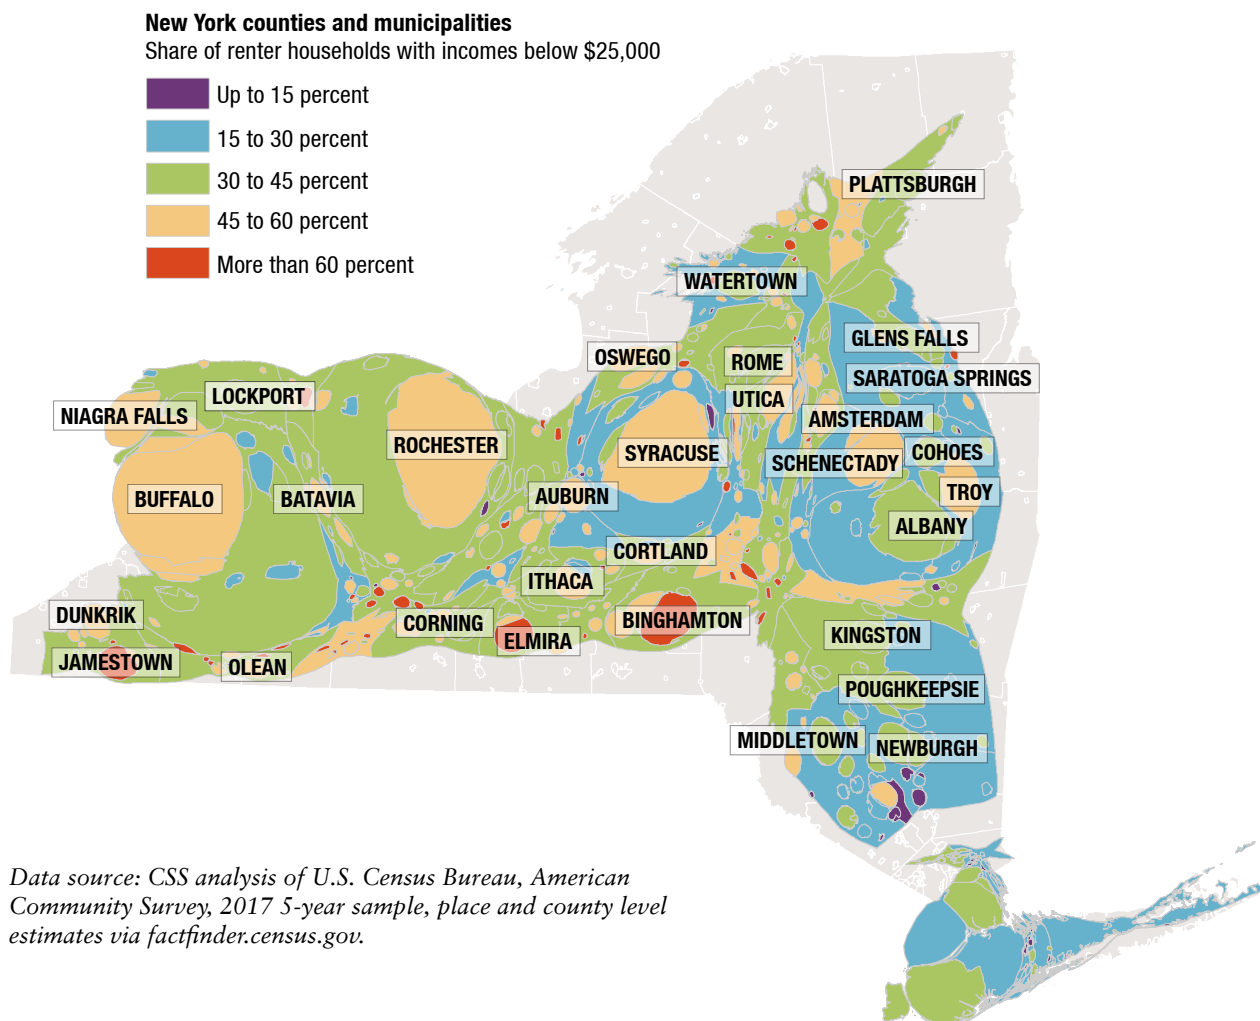 New York counties and municipalities
Share of renter households with incomes below $25,000
Up to 15 percent
15 to 30 percent
30 to 45 percent
45 to 60 percent
More than 60 percent
PLATTSBURGH
WATERTOWN
GLENS FALLS
OSWEGO
ROME
SARATOGA SPRINGS
LOCKPORT
UTICA
NIAGRA FALLS
AMSTERDAM
ROCHESTER
SYRACUSE
COHOES
SCHENECTADY
BUFFALO
BATAVIA
AUBURN
TROY
ALBANY
CORTLAND
ITHACA
DUNKRIK
CORNING
BINGHAMTON
KINGSTON
ELMIRA
JAMESTOWN
OLEAN
POUGHKEEPSIE
MIDDLETOWN
NEWBURGH
Data source: CSS analysis of U.S. Census Bureau, American
Community Survey, 2017 5-year sample, place and county level
estimates via factfinder.census.gov.